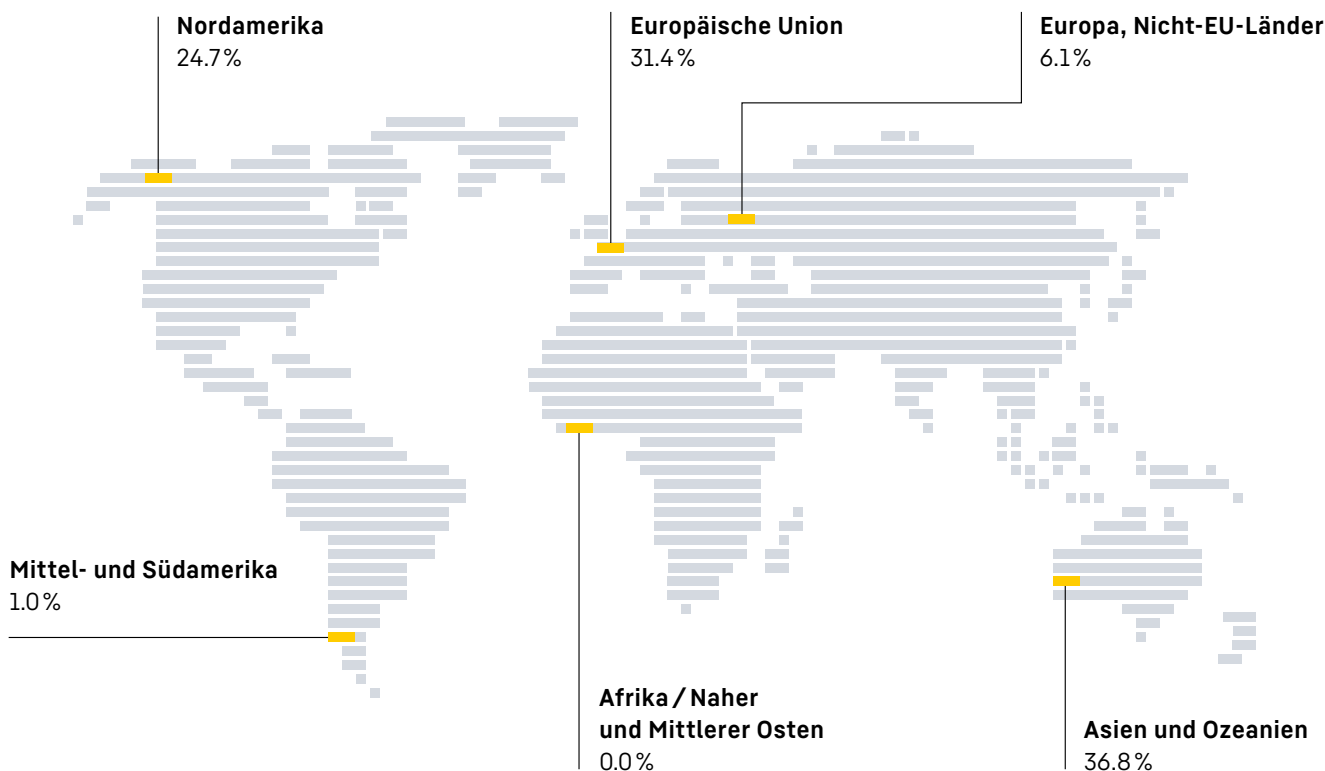 Nordamerika
24.7 %
Europäische Union
31.4 %
Europa, Nicht-EU-Länder
6.1 %
Mittel- und Südamerika
1.0 %
Afrika / Naher
und Mittlerer Osten
0.0 %
Asien und Ozeanien
36.8 %